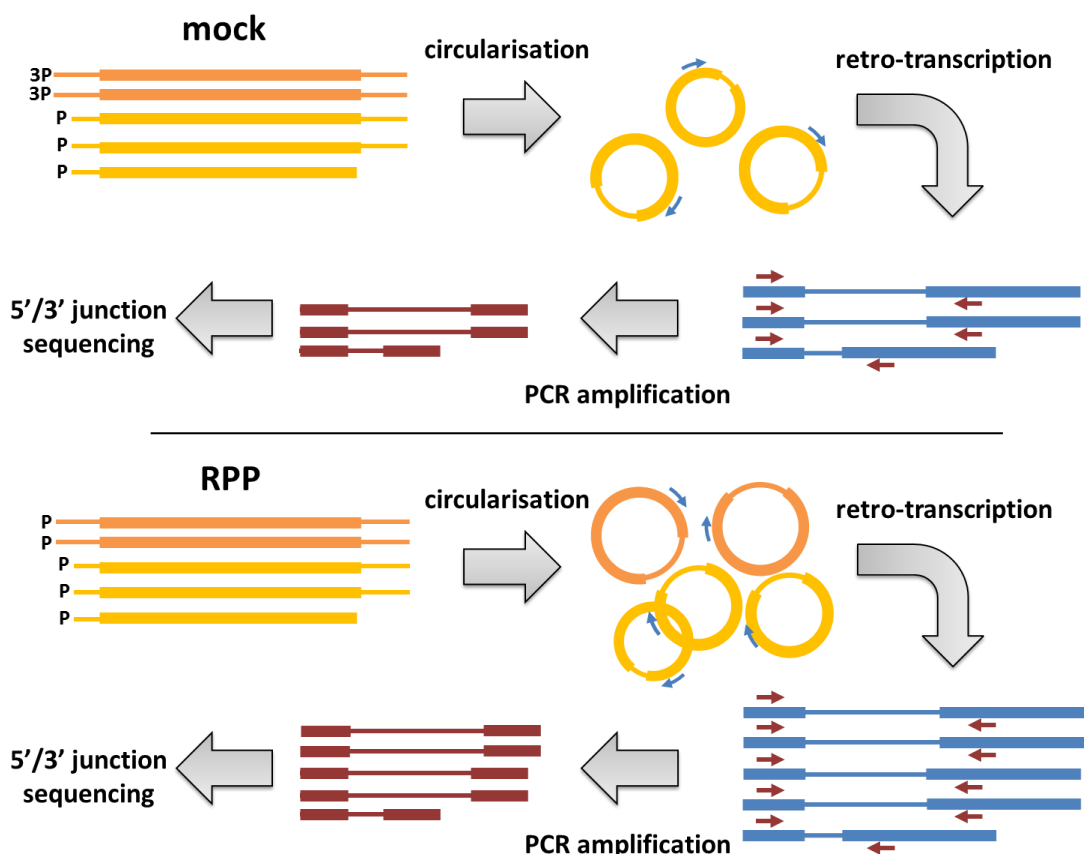 mock
circularisation
retro-transcription
3P
3P
P
P
P
5’/3’ junction
sequencing
PCR amplification
RPP
circularisation
retro-transcription
P
P
P
P
P
5’/3’ junction
sequencing
PCR amplification